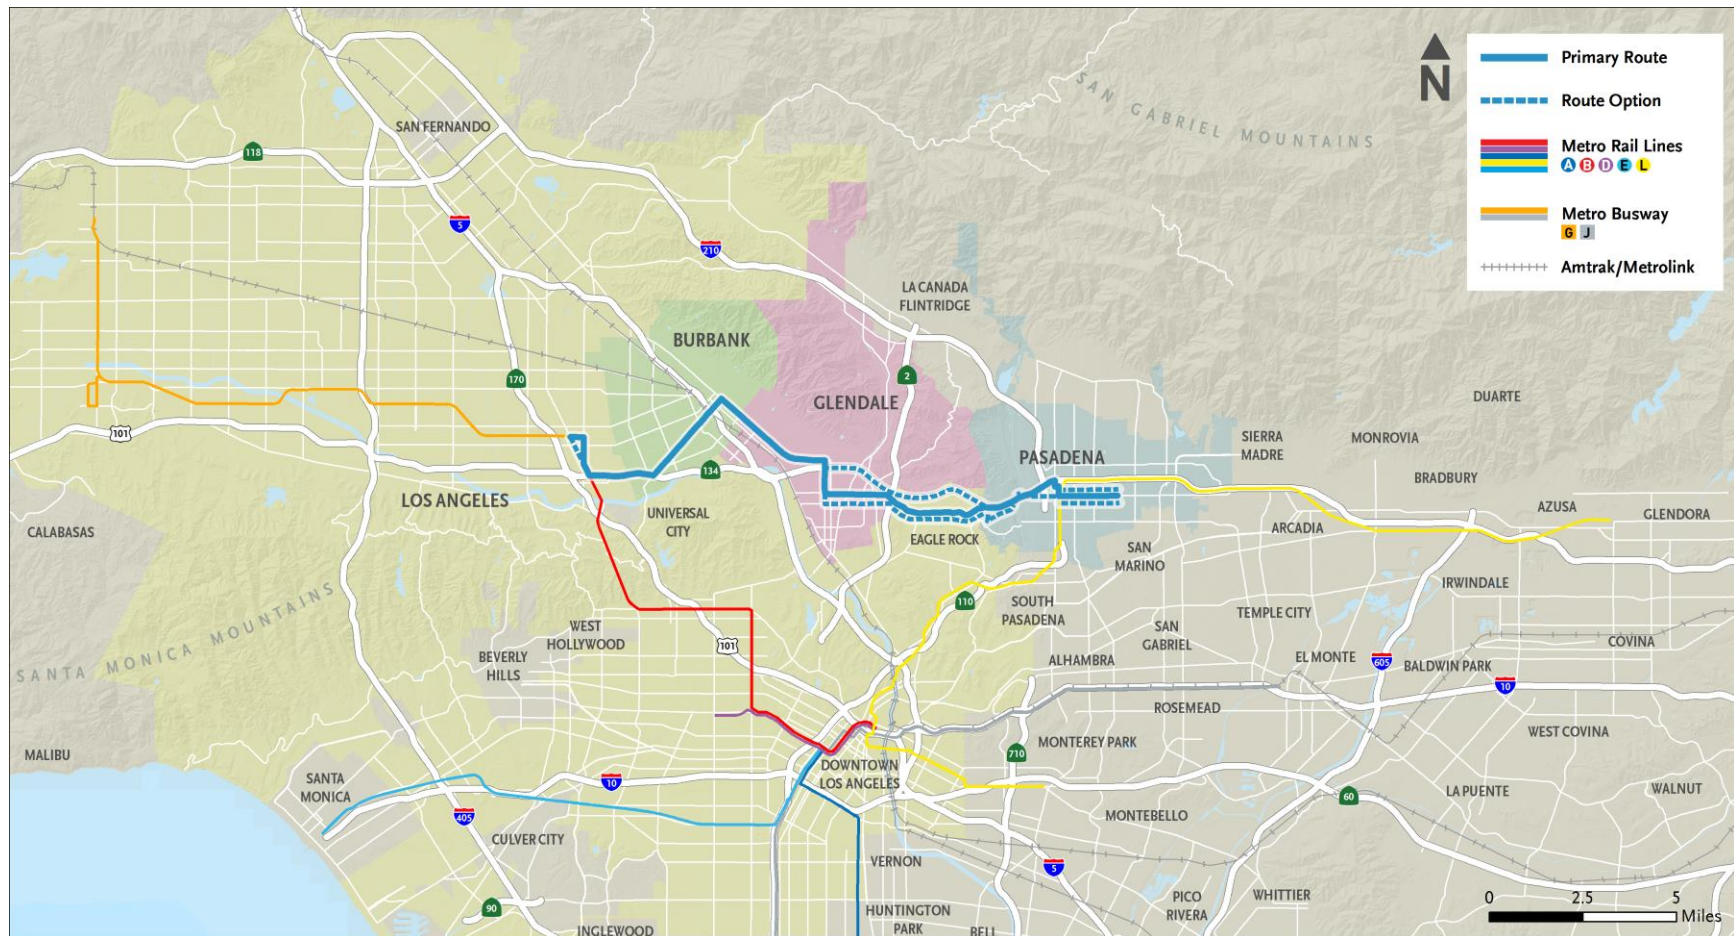 N
Primary Route
Route Option
Metro Rail Lines
A B D E L
Metro Busway
G J
Amtrak/Metrolink
SAN GABRIEL MOUNTAINS
SAN FERNANDO
118
5
210
LA CANADA
FLINTRIDGE
BURBANK
170
2
GLENDALE
DUARTE
101
SIERRA
MADRE
MONROVIA
PASADENA
134
BRADBURY
LOS ANGELES
UNIVERSAL
CITY
AZUSA
GLENDORA
CALABASAS
EAGLE ROCK
ARCADIA
SAN
MARINO
IRWINDALE
SANTA MONICA MOUNTAINS
110
SOUTH
PASADENA
TEMPLE CITY
WEST
HOLLYWOOD
101
SAN
GABRIEL
COVINA
BEVERLY
HILLS
ALHAMBRA
EL MONTE
605
BALDWIN PARK
10
ROSEMEAD
WEST COVINA
MALIBU
MONTEREY PARK
710
SANTA
MONICA
10
DOWNTOWN
LOS ANGELES
LA PUENTE
WALNUT
60
405
MONTEBELLO
CULVER CITY
VERNON
5
90
HUNTINGTON
PARK
PICO
RIVERA
WHITTIER
INGLEWOOD
BELL
0 2.5 5
Miles